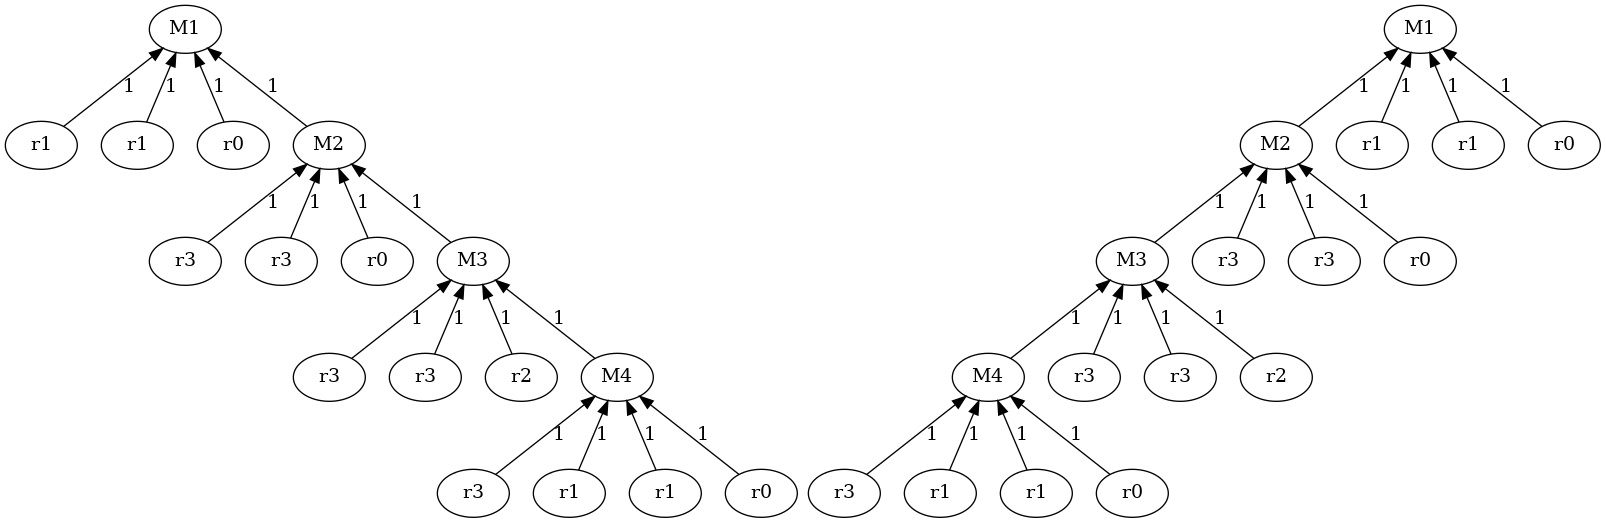 M1 M1
1 1 1 1 1 1 1 1
r1 r1 r0 M2 M2 r1 r1 r0
1 1 1 1 1 1 1 1
r3 r3 r0 M3 M3 r3 r3 r0
1 1 1 1 1 1 1 1
r3 r3 r2 M4 M4 r3 r3 r2
1 1 1 1 1 1 1 1
r3 r1 r1 r0 r3 r1 r1 r0